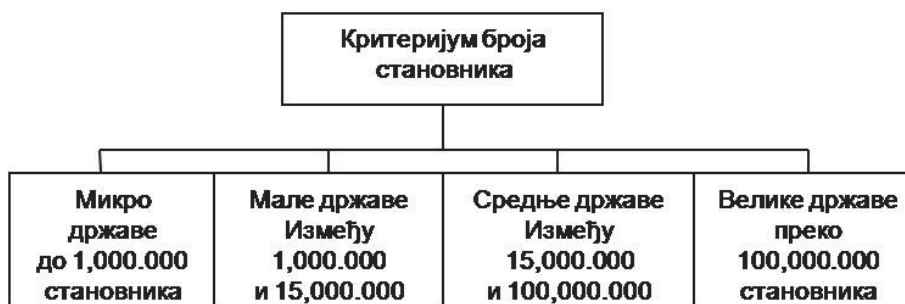 Критеријум броја
становника
Микро
државе
до 1,000.000
становника
Мале државе
Између
1,000.000
и 15,000.000
Средње државе
Између
15,000.000
и 100,000.000
Велике државе
преко
100,000.000
становника